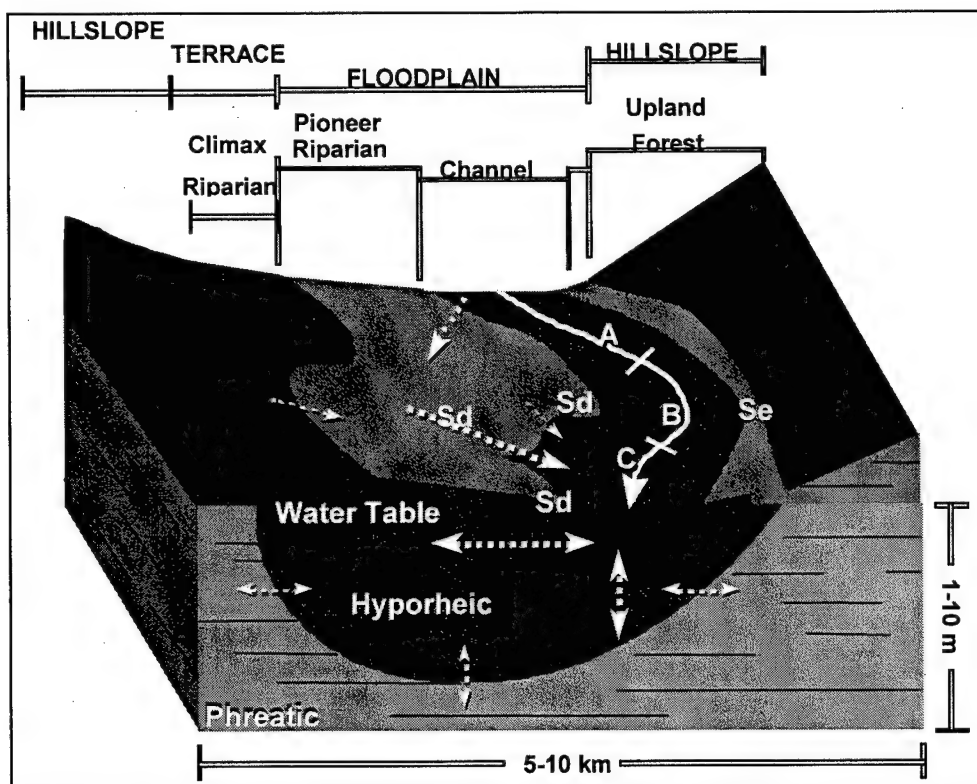 HILLSLOPE
TERRACE
FLOODPLAIN
HILLSLOPE
Climax
Riparian
Pioneer
Riparian
Channel
Upland
Forest
A
B
C
Sd
Sd
Sd
Se
Water Table
Hyporheic
Phreatic
1-10 m
5-10 km